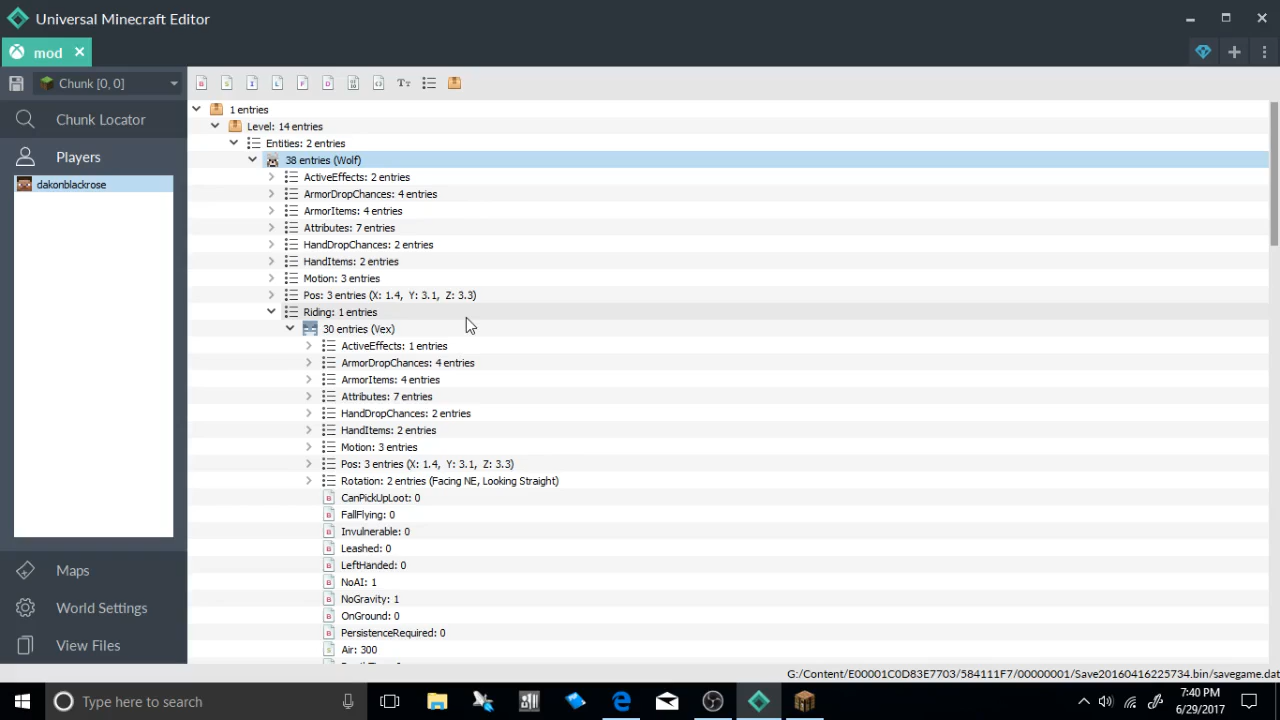 Universal Minecraft Editor
mod
Chunk [0, 0]
Chunk Locator
Players
dakonblackrose
Maps
World Settings
View Files
B S I L F D Tт
1 entries
Level: 14 entries
Entities: 2 entries
38 entries (Wolf)
ActiveEffects: 2 entries
ArmorDropChances: 4 entries
ArmorItems: 4 entries
Attributes: 7 entries
HandDropChances: 2 entries
HandItems: 2 entries
Motion: 3 entries
Pos: 3 entries (X: 1.4, Y: 3.1, Z: 3.3)
Riding: 1 entries
30 entries (Vex)
ActiveEffects: 1 entries
ArmorDropChances: 4 entries
ArmorItems: 4 entries
Attributes: 7 entries
HandDropChances: 2 entries
HandItems: 2 entries
Motion: 3 entries
Pos: 3 entries (X: 1.4, Y: 3.1, Z: 3.3)
Rotation: 2 entries (Facing NE, Looking Straight)
B CanPickUpLoot: 0
B FallFlying: 0
B Invulnerable: 0
B Leashed: 0
B LeftHanded: 0
B NoAI: 1
B NoGravity: 1
B OnGround: 0
B PersistenceRequired: 0
S Air: 300
G:/Content/E00001C0D83E7703/584111F7/00000001/Save20160416225734.bin/savegame.dat
Type here to search
7:40 PM
6/29/2017